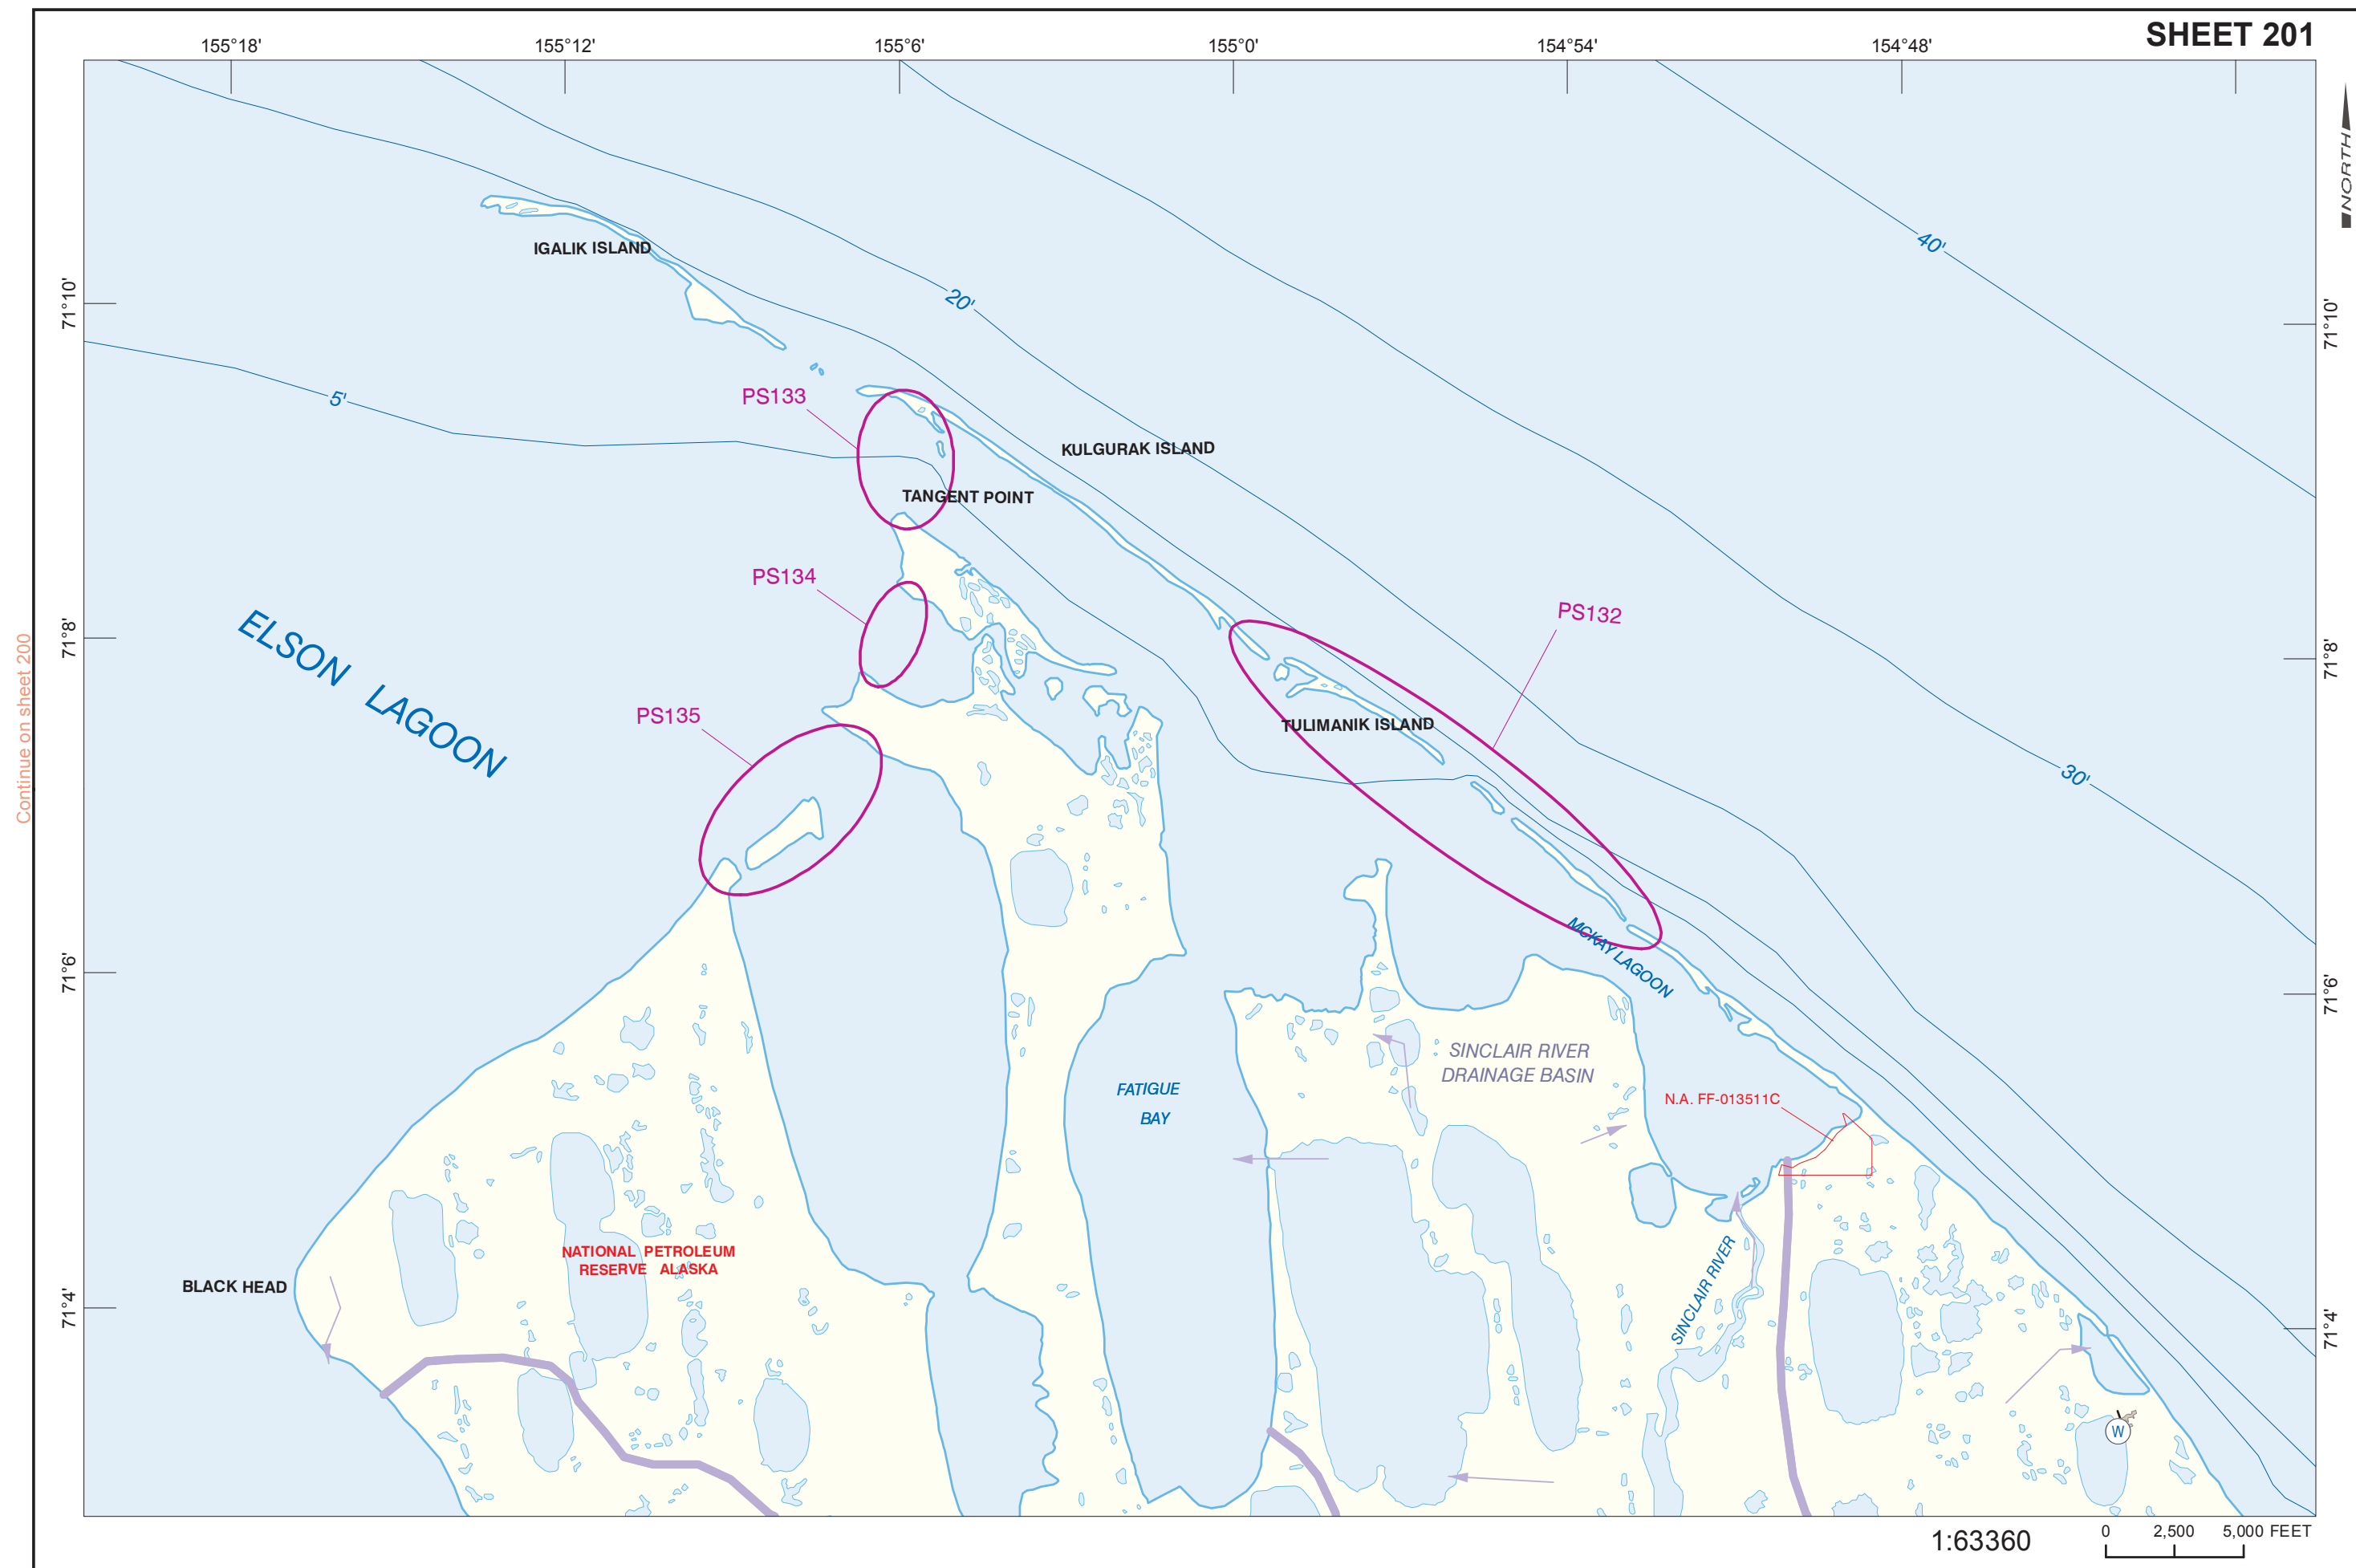 SHEET 201
155°18'
155°12'
155°6'
155°0'
154°54'
154°48'
NORTH
40'
IGALIK ISLAND
20'
71°10'
71°10'
5'
PS133
KULGURAK ISLAND
TANGENT POINT
PS134
PS132
ELSON LAGOON
71°8'
71°8'
Continue on sheet 200
PS135
TULIMANIK ISLAND
30'
MCKAY LAGOON
71°6'
71°6'
SINCLAIR RIVER
DRAINAGE BASIN
FATIGUE
BAY
N.A. FF-013511C
NATIONAL PETROLEUM
RESERVE ALASKA
BLACK HEAD
SINCLAIR RIVER
71°4'
71°4'
W
1:63360
0 2,500 5,000 FEET